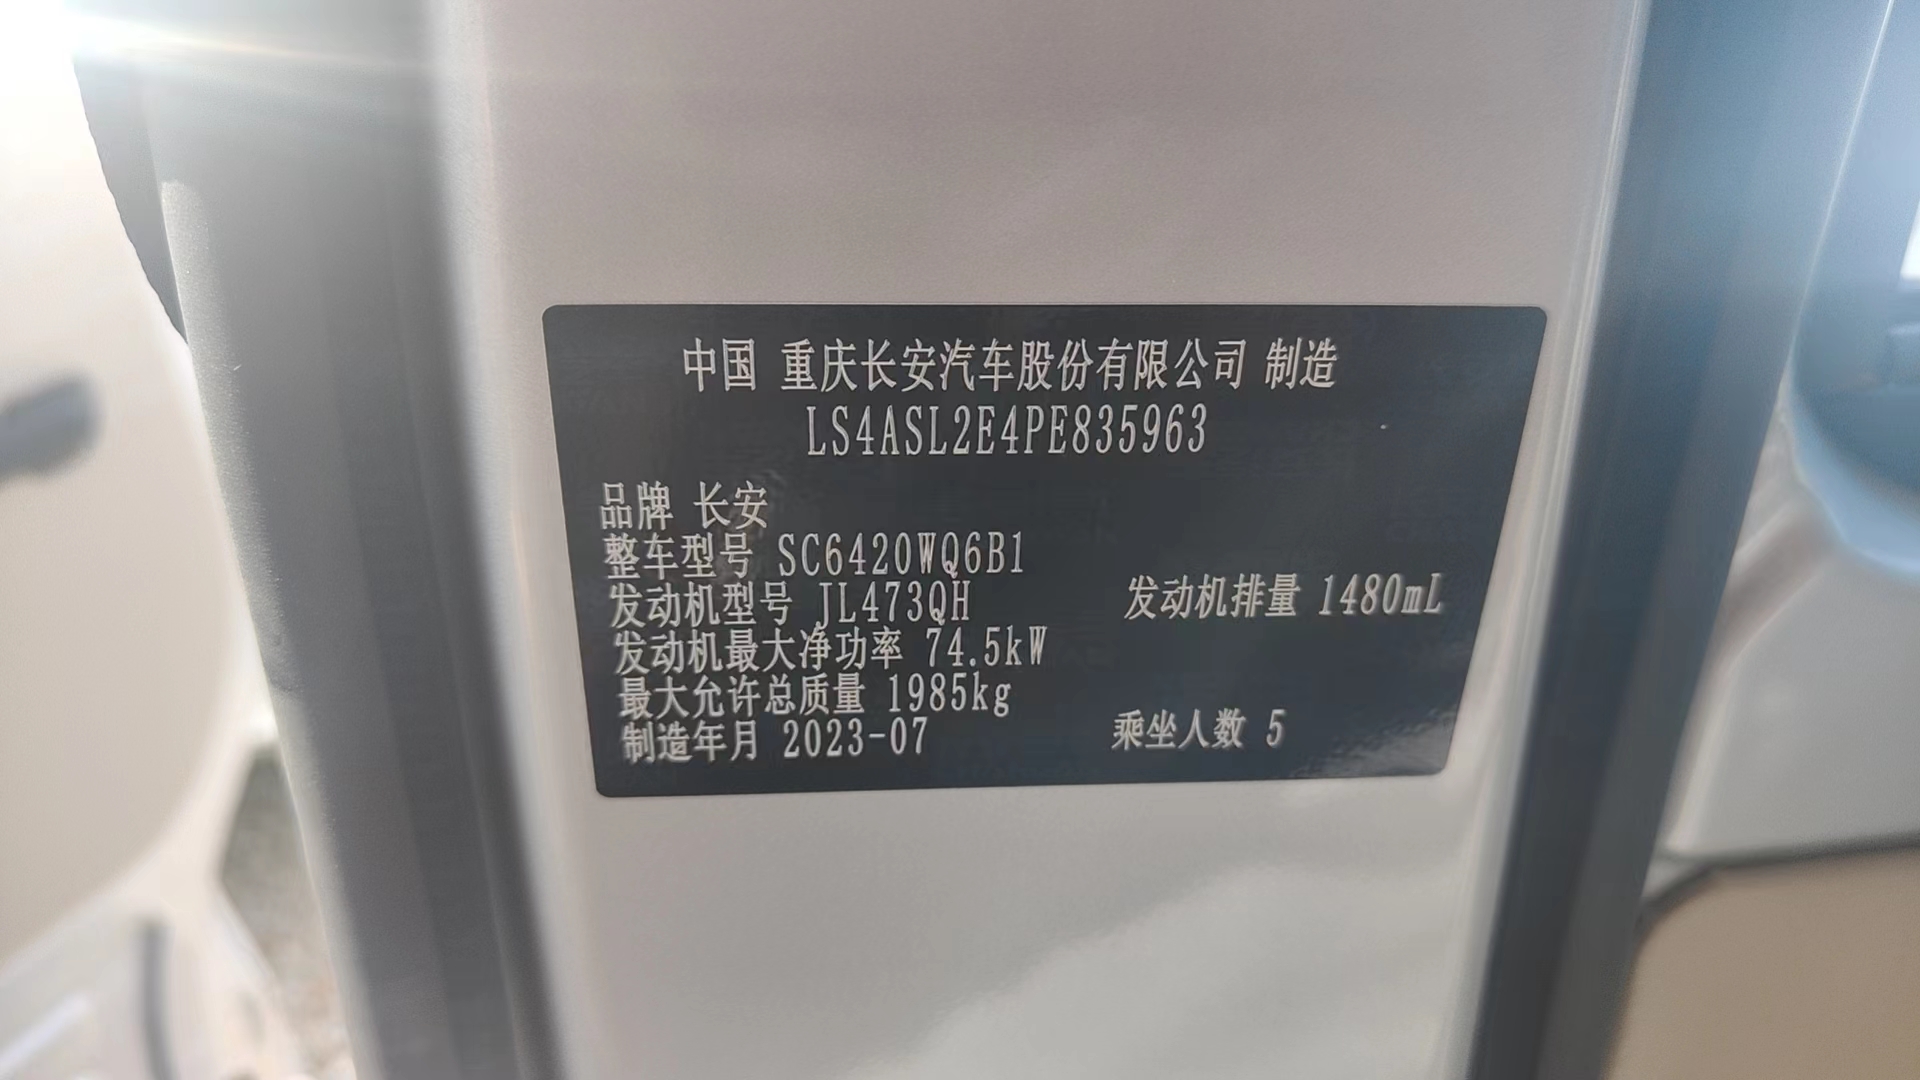 中国 重庆长安汽车股份有限公司 制造
LS4ASL2E4PE835963
品牌 长安
整车型号 SC6420WQ6B1
发动机型号 JL473QH 发动机排量 1480mL
发动机最大净功率 74.5kW
最大允许总质量 1985kg
制造年月 2023-07 乘坐人数 5